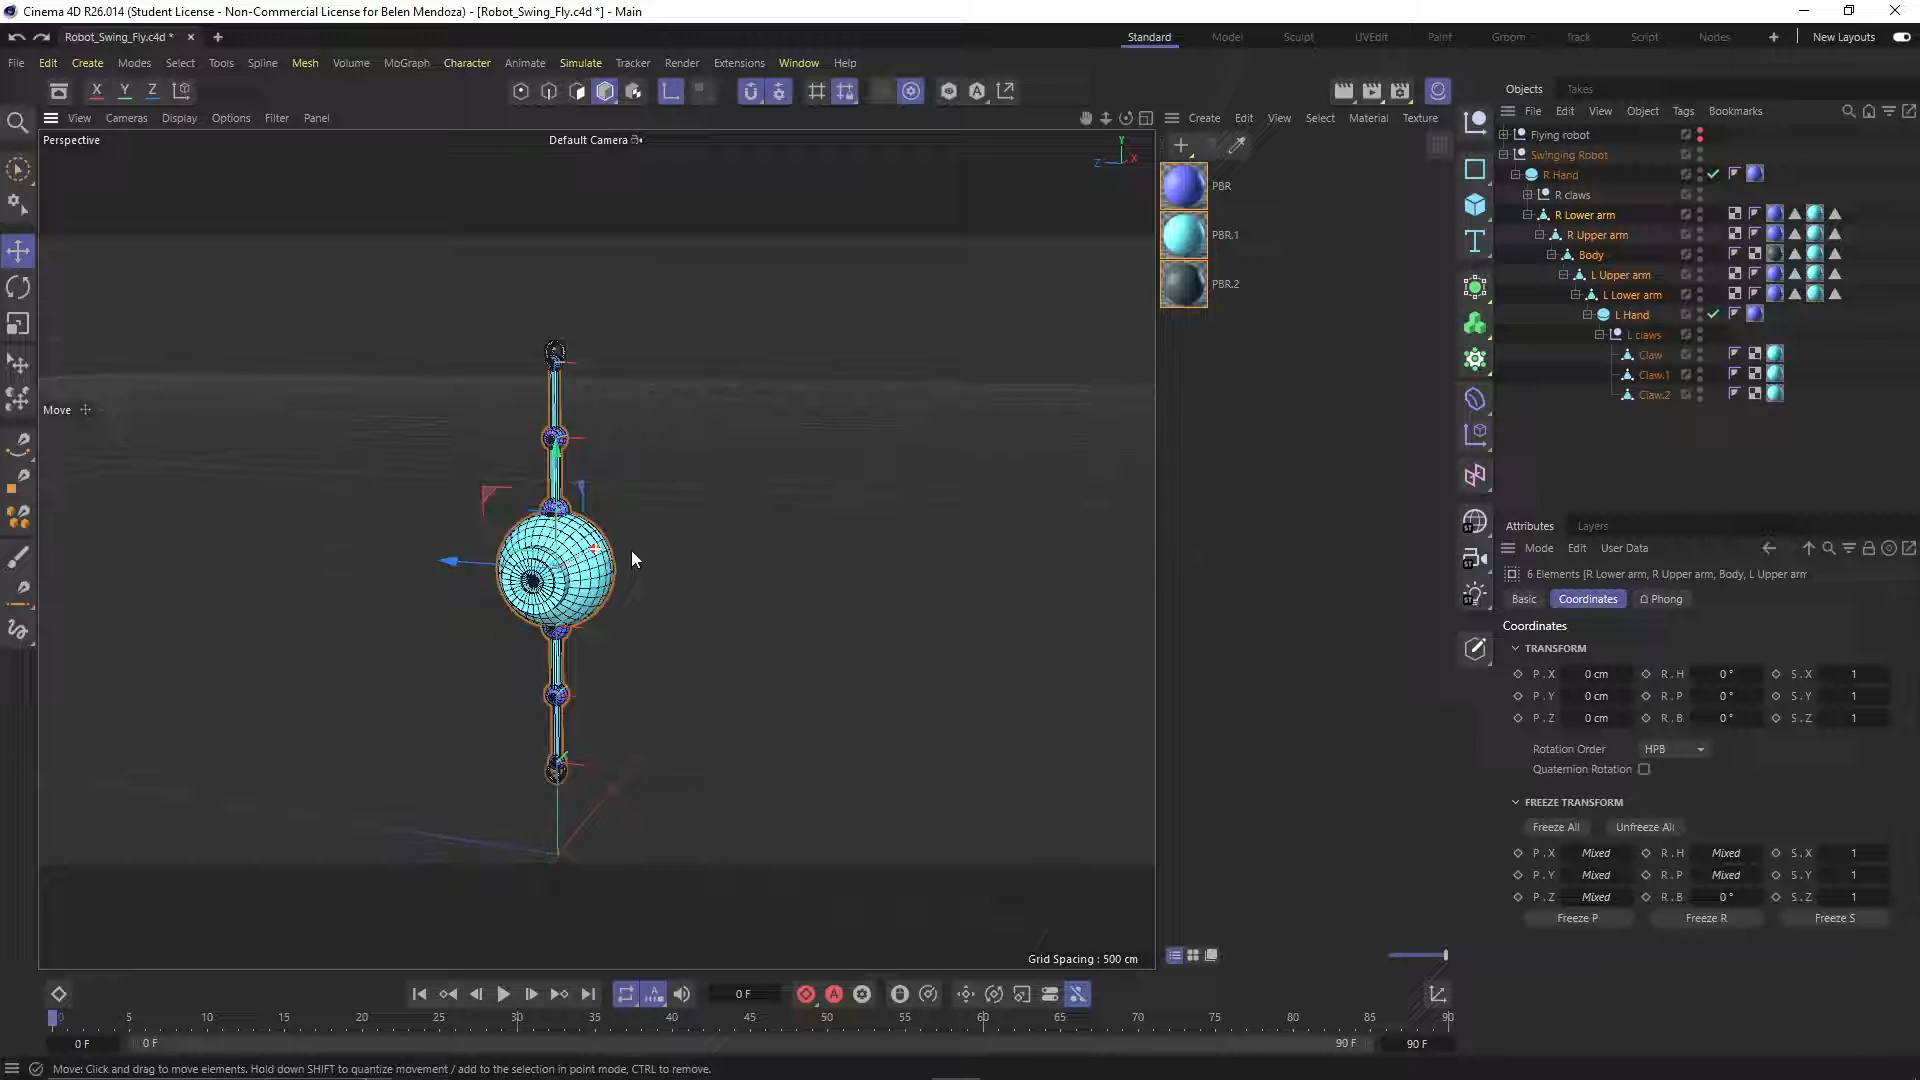 Cinema 4D R26.014 (Student License - Non-Commercial License for Belen Mendoza) - [Robot_Swing_Fly.c4d *] - Main
Robot_Swing_Fly.c4d *
Standard Model Sculpt UVEdit Paint Groom Track Script Nodes New Layouts
File Edit Create Modes Select Tools Spline Mesh Volume MoGraph Character Animate Simulate Tracker Render Extensions Window Help
X Y Z
Objects Takes
View Cameras Display Options Filter Panel
Create Edit View Select Material Texture
File Edit View Object Tags Bookmarks
Perspective
Default Camera
Y
X
Z
Flying robot
Swinging Robot
R Hand
R claws
R Lower arm
R Upper arm
Body
L Upper arm
L Lower arm
L Hand
L claws
Claw
Claw.1
Claw.2
PBR
PBR.1
PBR.2
Move
Attributes Layers
Mode Edit User Data
6 Elements [R Lower arm, R Upper arm, Body, L Upper arm
Basic Coordinates Phong
Coordinates
TRANSFORM
P . X 0 cm R . H 0 ° S . X 1
P . Y 0 cm R . P 0 ° S . Y 1
P . Z 0 cm R . B 0 ° S . Z 1
Rotation Order HPB
Quaternion Rotation
FREEZE TRANSFORM
Freeze All Unfreeze All
P . X Mixed R . H Mixed S . X 1
P . Y Mixed R . P Mixed S . Y 1
P . Z Mixed R . B 0 ° S . Z 1
Freeze P Freeze R Freeze S
Grid Spacing : 500 cm
0 F
0 5 10 15 20 25 30 35 40 45 50 55 60 65 70 75 80 85 90
0 F 0 F 90 F 90 F
Move: Click and drag to move elements. Hold down SHIFT to quantize movement / add to the selection in point mode, CTRL to remove.